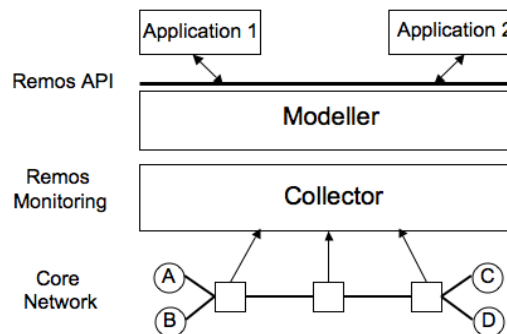 Application 1
Application 2
Remos API
Modeller
Remos
Monitoring
Collector
Core
Network
A
B
C
D